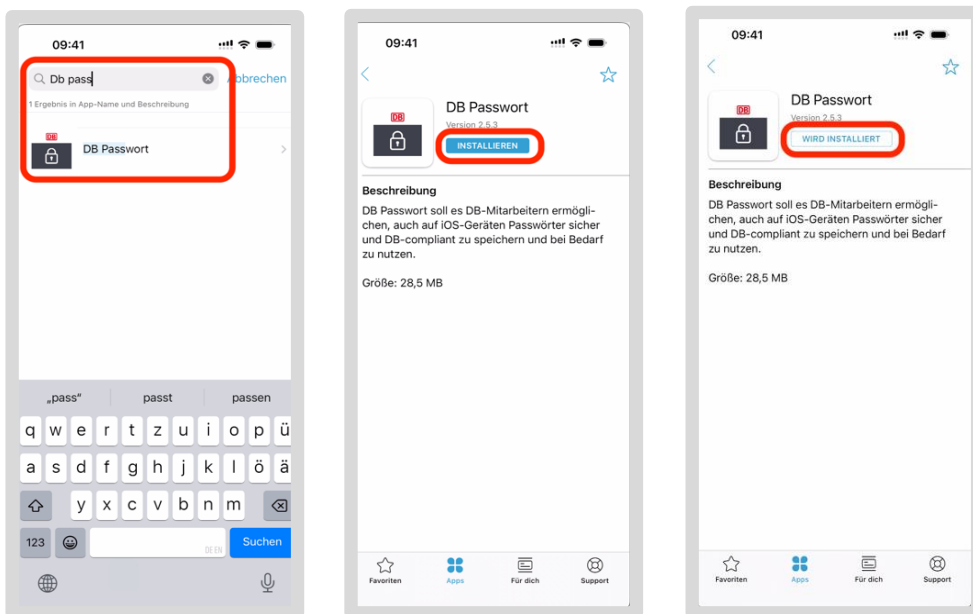 09:41
Db pass
Abbrechen
1 Ergebnis in App-Name und Beschreibung
DB
DB Passwort
„pass“
passt
passen
q w e r t z u i o p ü
a s d f g h j k l ö ä
y x c v b n m
123
DE EN
Suchen
09:41
DB
DB Passwort
Version 2.5.3
INSTALLIEREN
Beschreibung
DB Passwort soll es DB-Mitarbeitern ermögli-
chen, auch auf iOS-Geräten Passwörter sicher
und DB-compliant zu speichern und bei Bedarf
zu nutzen.
Größe: 28,5 MB
Favoriten
Apps
Für dich
Support
09:41
DB
DB Passwort
Version 2.5.3
WIRD INSTALLIERT
Beschreibung
DB Passwort soll es DB-Mitarbeitern ermögli-
chen, auch auf iOS-Geräten Passwörter sicher
und DB-compliant zu speichern und bei Bedarf
zu nutzen.
Größe: 28,5 MB
Favoriten
Apps
Für dich
Support